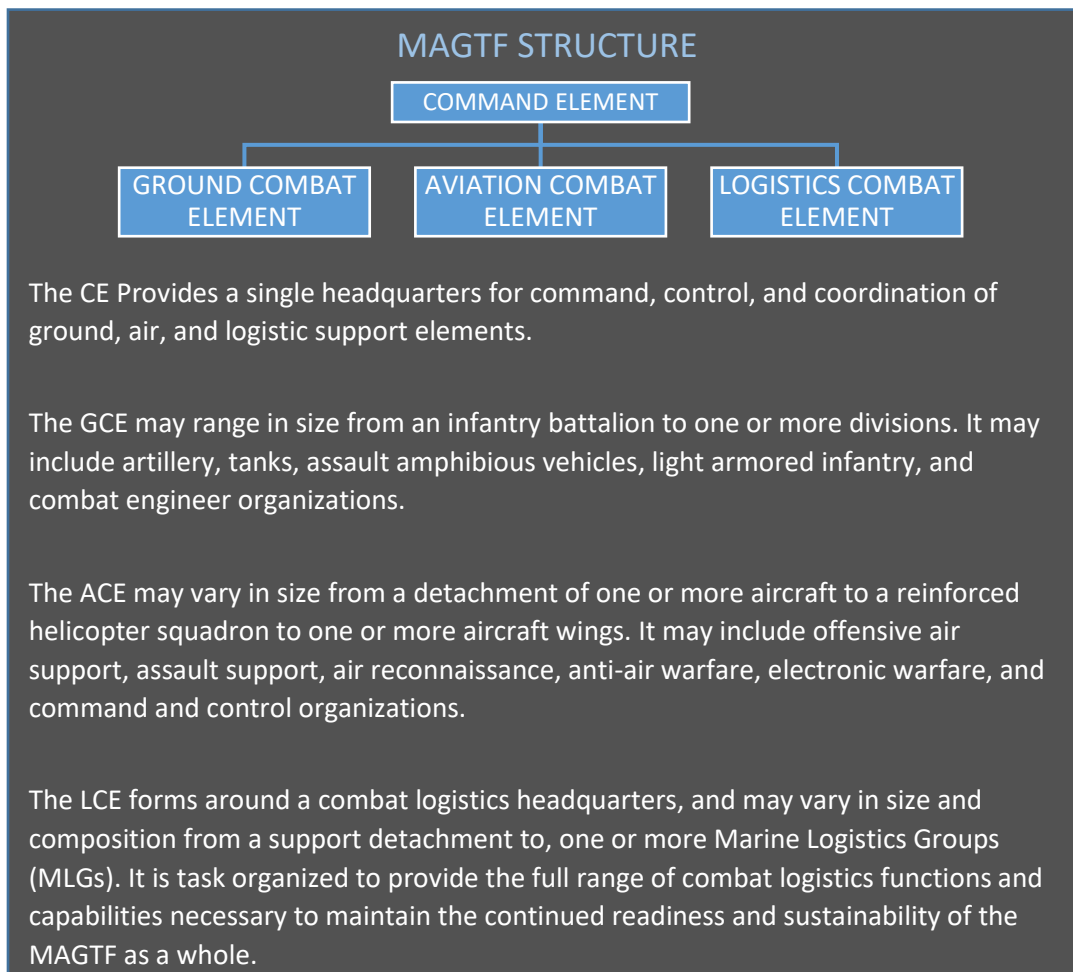 MAGTF STRUCTURE
COMMAND ELEMENT
GROUND COMBAT
ELEMENT
AVIATION COMBAT
ELEMENT
LOGISTICS COMBAT
ELEMENT
The CE Provides a single headquarters for command, control, and coordination of
ground, air, and logistic support elements.
The GCE may range in size from an infantry battalion to one or more divisions. It may
include artillery, tanks, assault amphibious vehicles, light armored infantry, and
combat engineer organizations.
The ACE may vary in size from a detachment of one or more aircraft to a reinforced
helicopter squadron to one or more aircraft wings. It may include offensive air
support, assault support, air reconnaissance, anti-air warfare, electronic warfare, and
command and control organizations.
The LCE forms around a combat logistics headquarters, and may vary in size and
composition from a support detachment to, one or more Marine Logistics Groups
(MLGs). It is task organized to provide the full range of combat logistics functions and
capabilities necessary to maintain the continued readiness and sustainability of the
MAGTF as a whole.